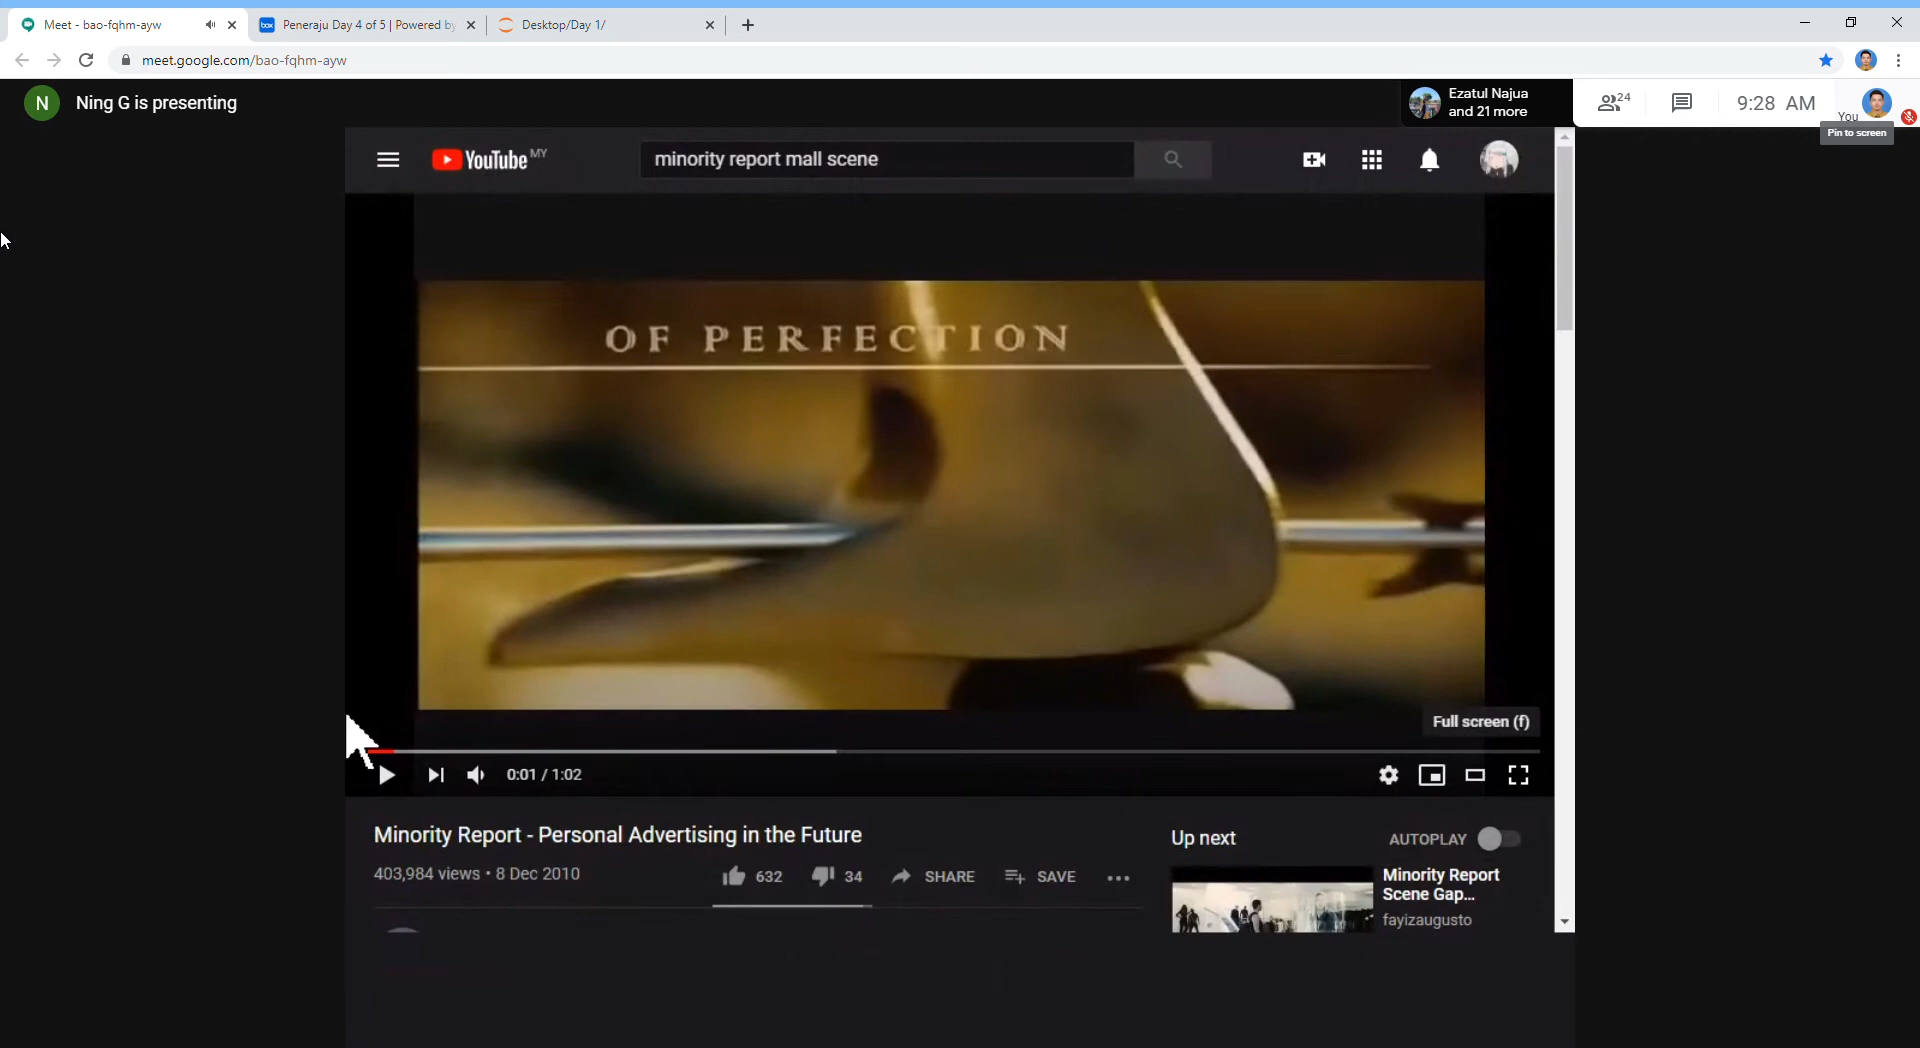 Meet - bao-fqhm-ayw
Peneraju Day 4 of 5 | Powered by
Desktop/Day 1/
meet.google.com/bao-fqhm-ayw
N
Ning G is presenting
Ezatul Najua
and 21 more
24
9:28 AM
You
Pin to screen
YouTube MY
minority report mall scene
OF PERFECTION
Full screen (f)
0:01 / 1:02
Minority Report - Personal Advertising in the Future
403,984 views • 8 Dec 2010
632
34
SHARE
SAVE
Up next
AUTOPLAY
Minority Report
Scene Gap...
fayizaugusto